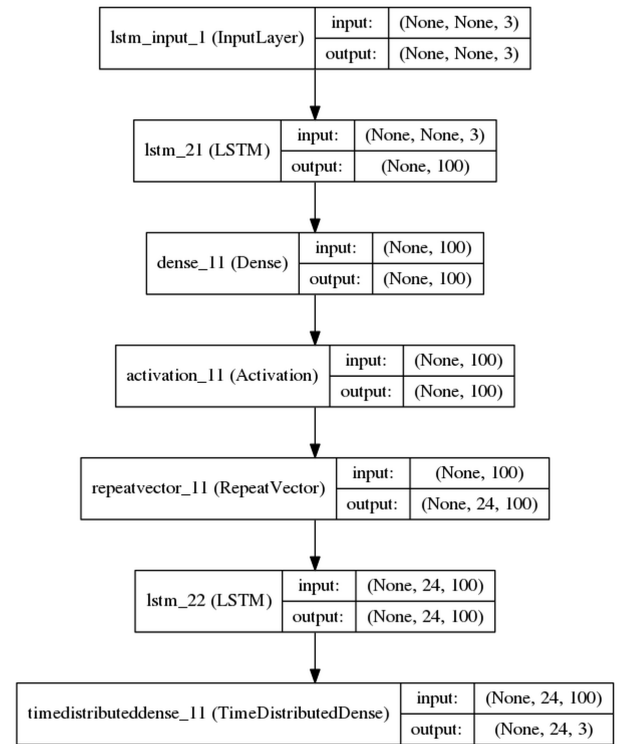 lstm_input_1 (InputLayer)
input: (None, None, 3)
output: (None, None, 3)
lstm_21 (LSTM)
input: (None, None, 3)
output: (None, 100)
dense_11 (Dense)
input: (None, 100)
output: (None, 100)
activation_11 (Activation)
input: (None, 100)
output: (None, 100)
repeatvector_11 (RepeatVector)
input: (None, 100)
output: (None, 24, 100)
lstm_22 (LSTM)
input: (None, 24, 100)
output: (None, 24, 100)
timedistributeddense_11 (TimeDistributedDense)
input: (None, 24, 100)
output: (None, 24, 3)